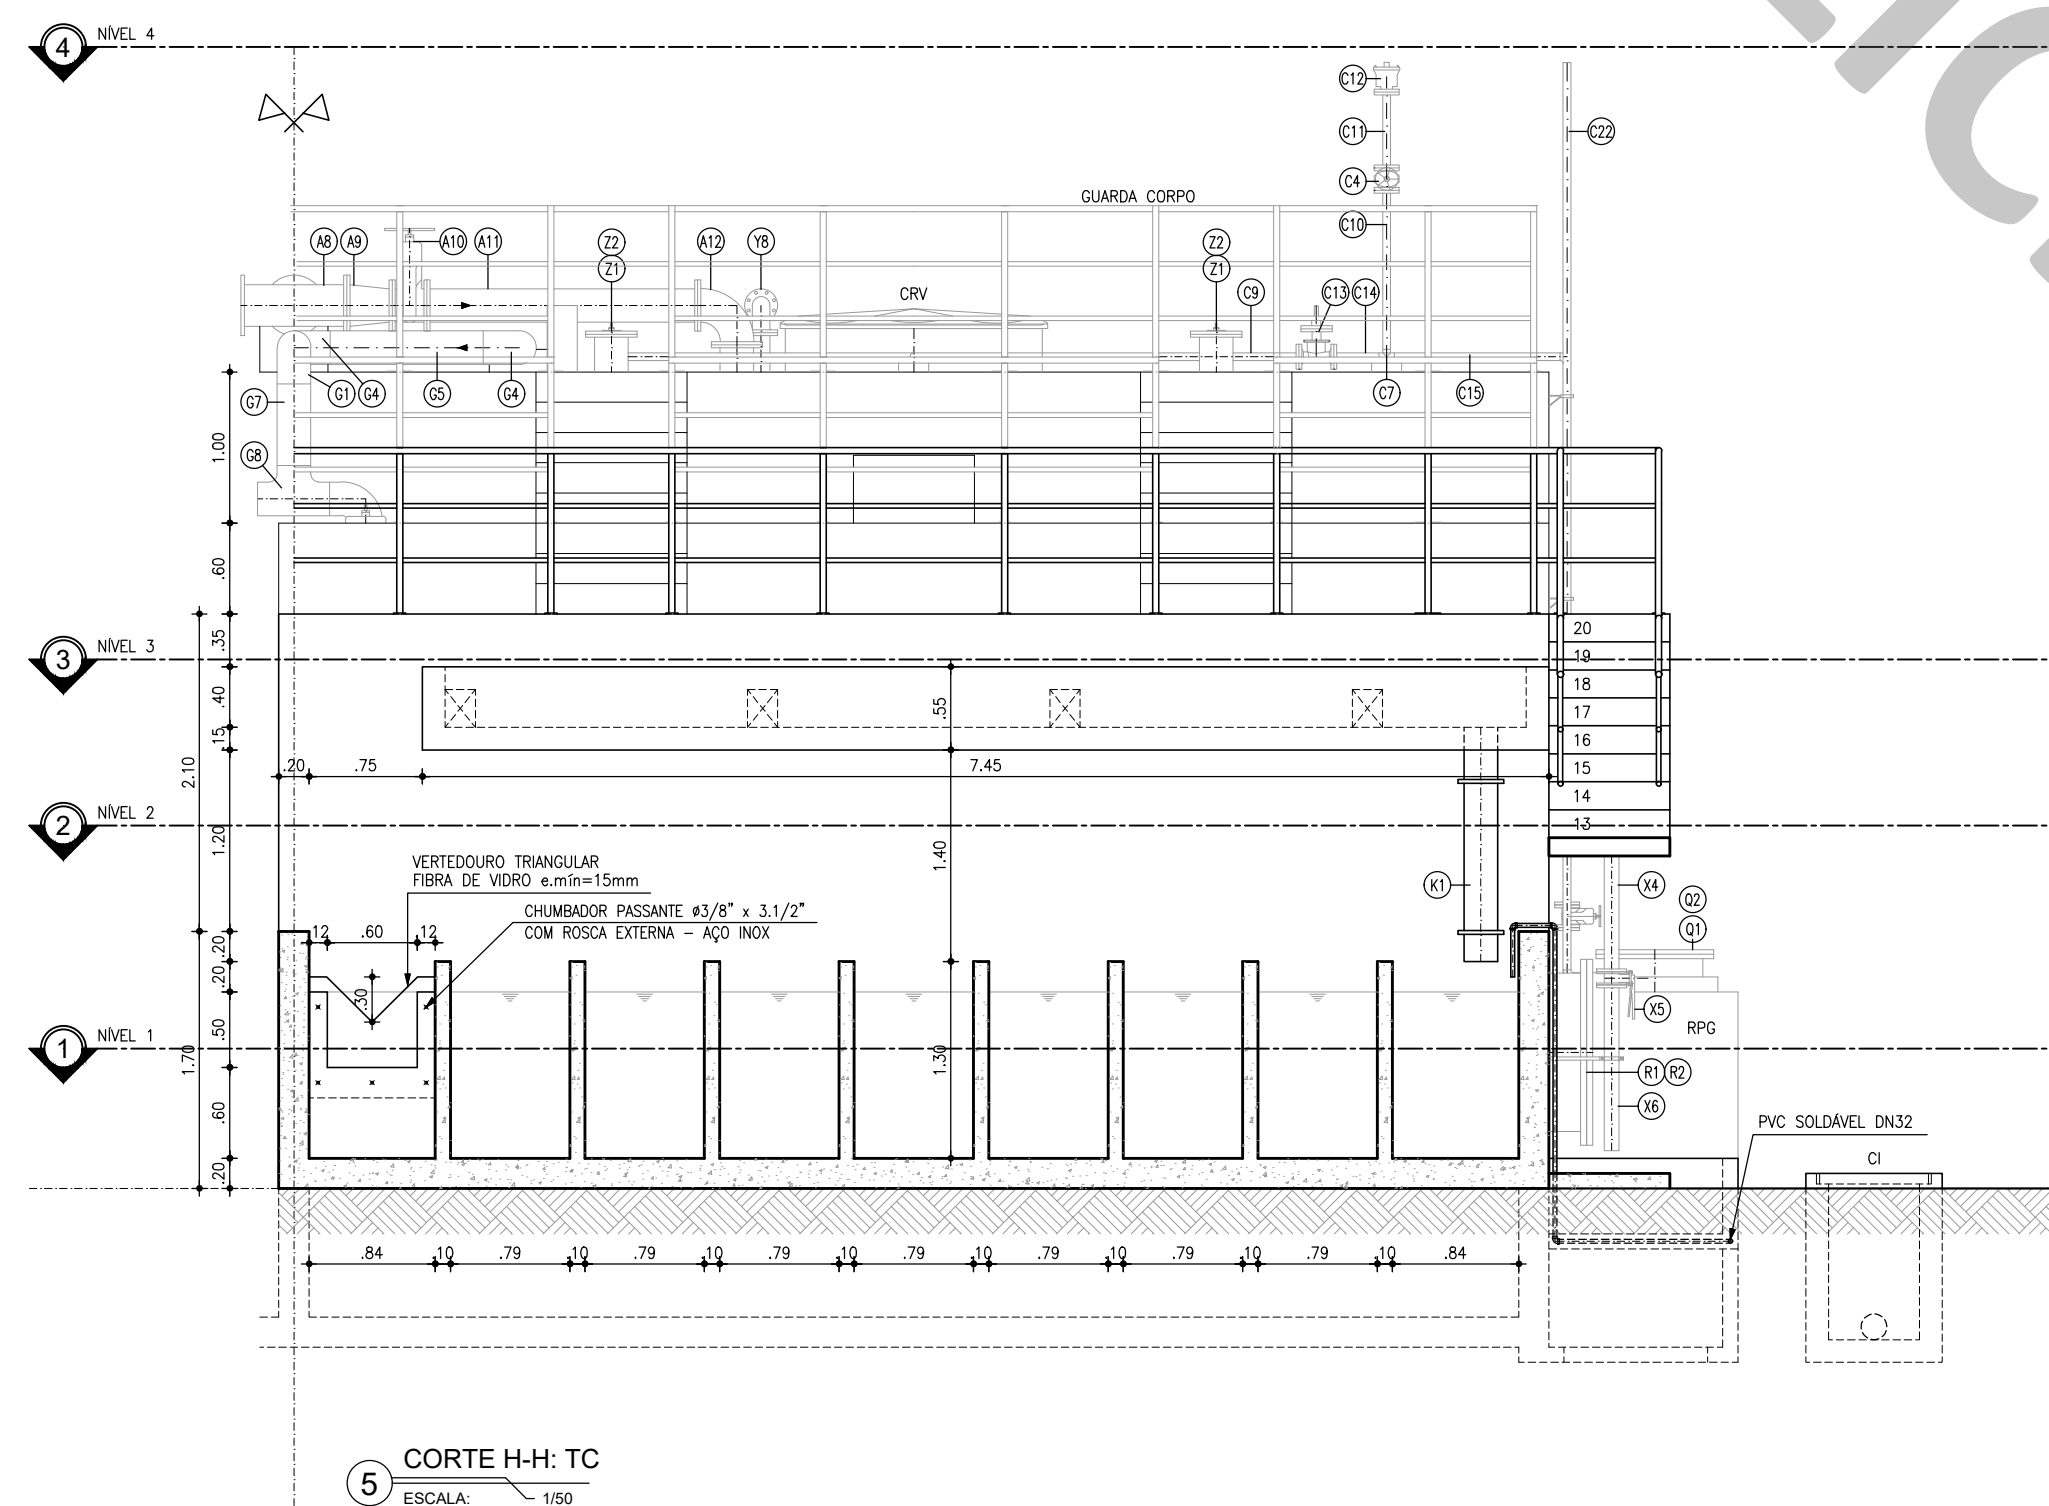 4 NÍVEL 4
C12
C11
C22
C4
GUARDA CORPO
C10
A8 A9 A10 A11 Z2 A12 Y8 Z2
Z1 Z1
CRV C9 C13 C14
G7 G1 G4 G5 G4 C7 C15
1.00
G8
.60
20
.35
3 NÍVEL 3
19
18
.40
.55
17
.15
16
.20 .75 7.45
15
2.10
14
2 NÍVEL 2
13
1.20
VERTEDOURO TRIANGULAR
FIBRA DE VIDRO e.mín=15mm
1.40
K1 X4
Q2
CHUMBADOR PASSANTE ø3/8" x 3.1/2"
COM ROSCA EXTERNA - AÇO INOX
Q1
.12 .60 .12
.20
.20
.30
X5
RPG
.50
1 NÍVEL 1
1.70
1.30
R1 R2
X6
.60
PVC SOLDÁVEL DN32
CI
.20
.84 .10 .79 .10 .79 .10 .79 .10 .79 .10 .79 .10 .79 .10 .79 .10 .84
5 CORTE H-H: TC
ESCALA: 1/50